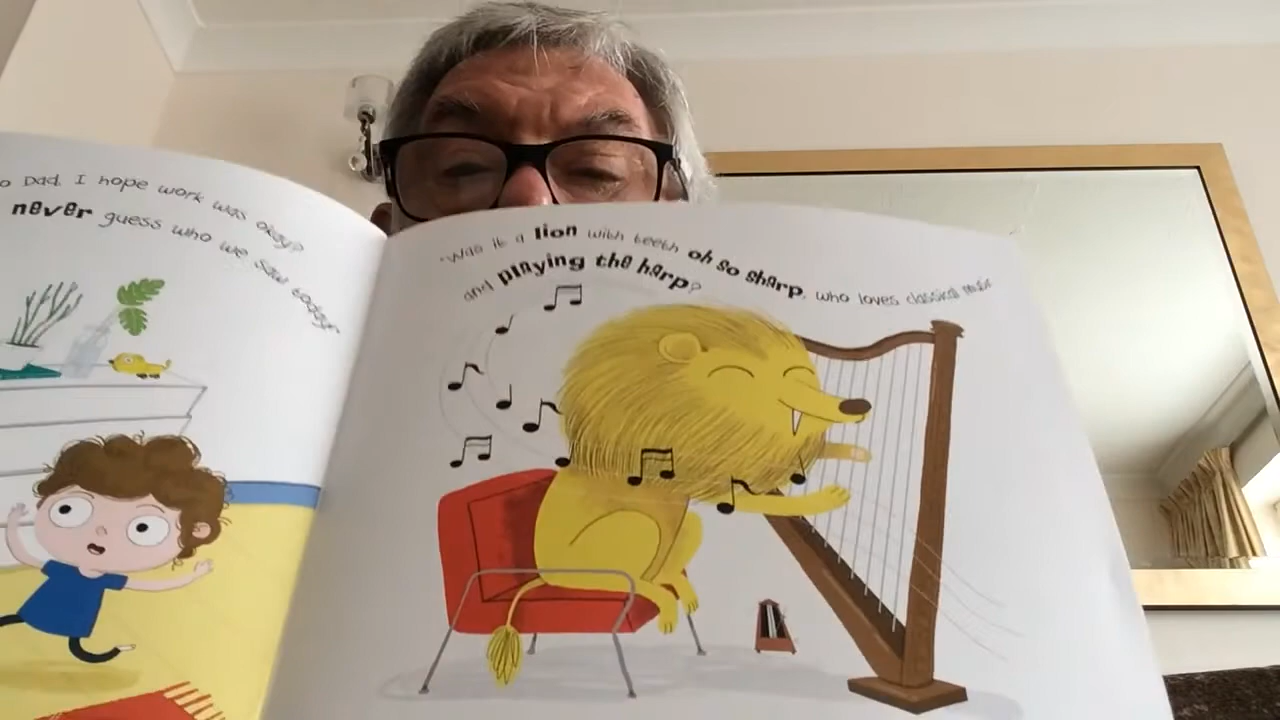 o Dad. I hope work was okay?
never guess who we saw today?"
"Was it a lion with teeth oh so sharp, who loves classical music
and playing the harp?